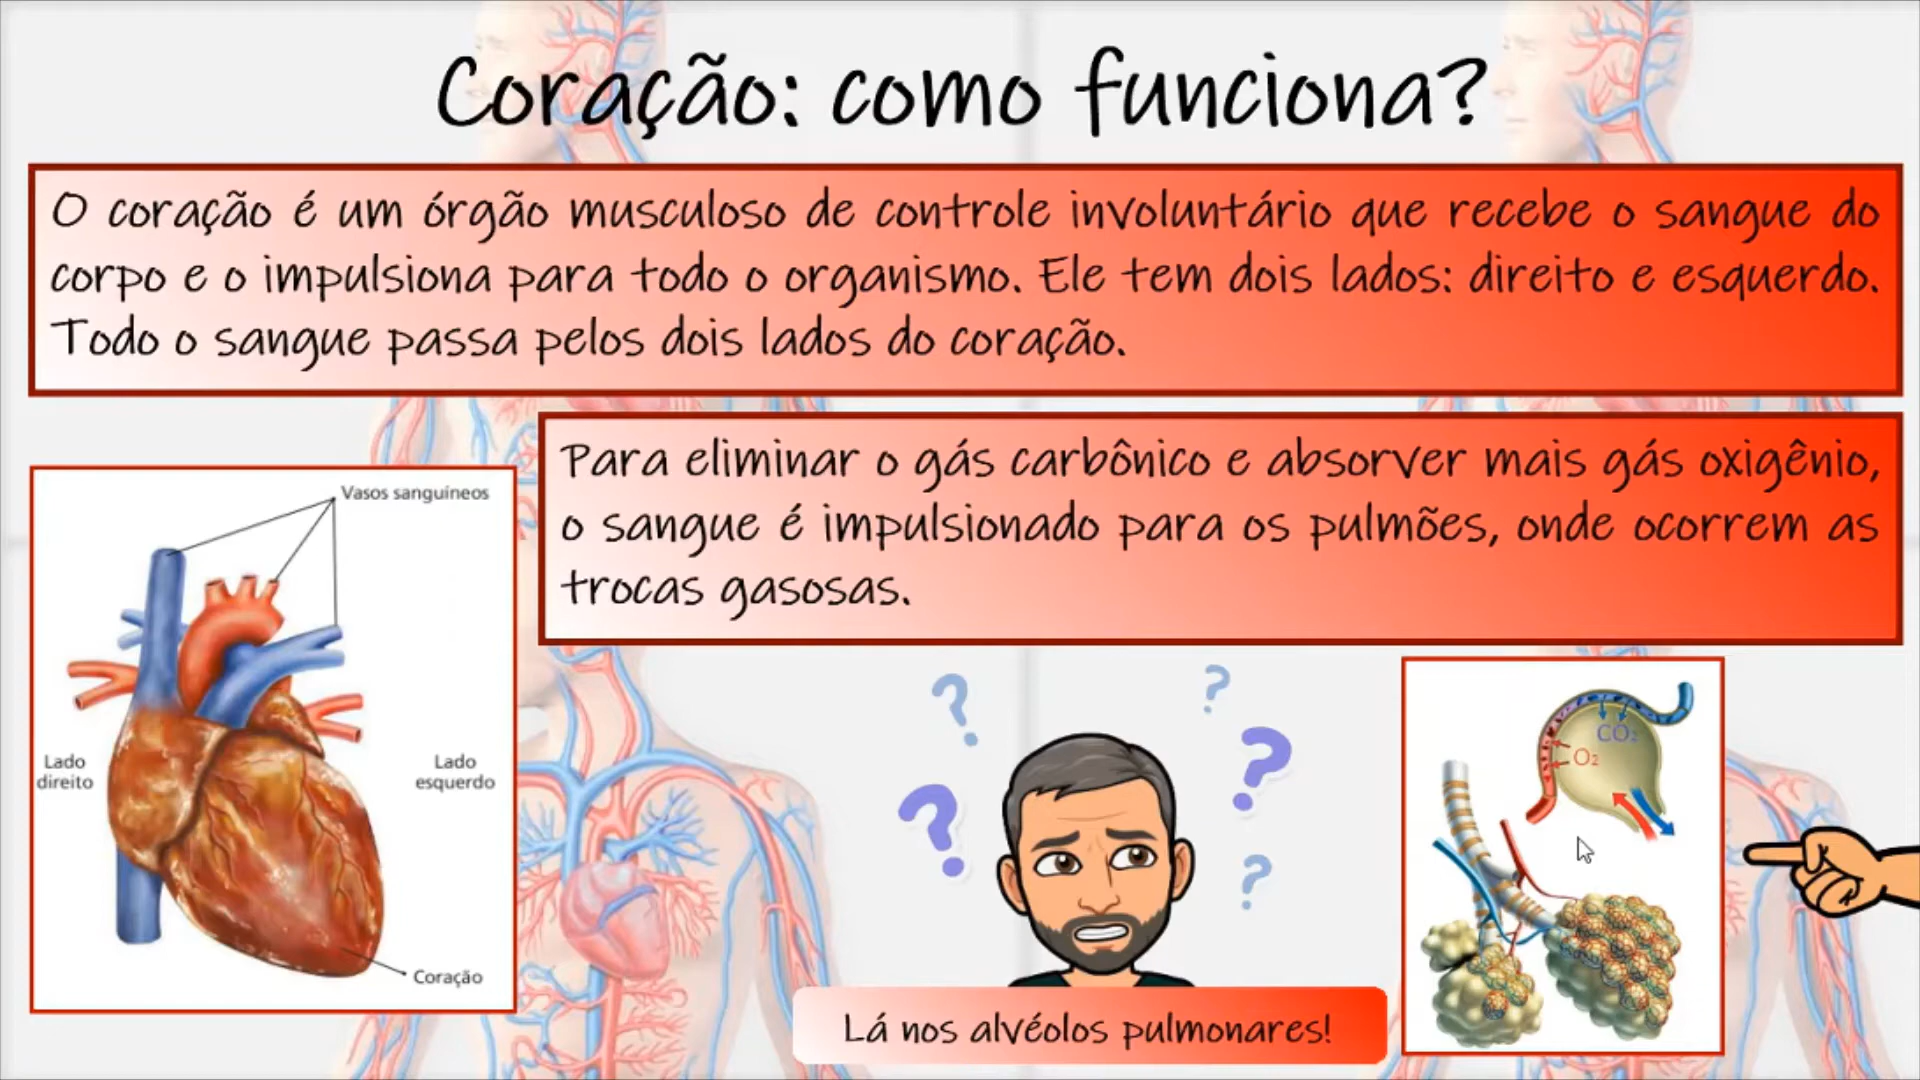 Coração: como funciona?
O coração é um órgão musculoso de controle involuntário que recebe o sangue do
corpo e o impulsiona para todo o organismo. Ele tem dois lados: direito e esquerdo.
Todo o sangue passa pelos dois lados do coração.
Para eliminar o gás carbônico e absorver mais gás oxigênio,
o sangue é impulsionado para os pulmões, onde ocorrem as
trocas gasosas.
Vasos sanguíneos
Lado
direito
Lado
esquerdo
Coração
? ?
? ?
?
CO₂
O₂
Lá nos alvéolos pulmonares!